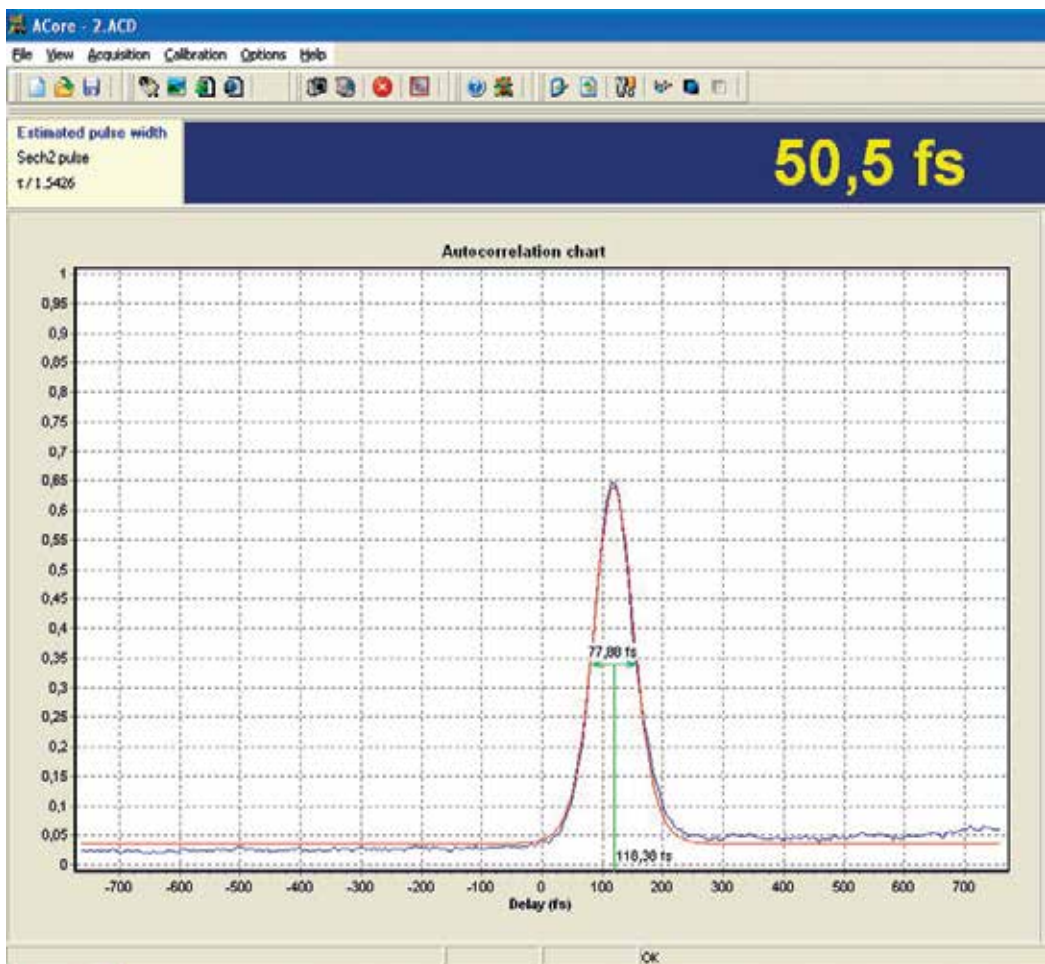 ACore - 2.ACD
File View Acquisition Calibration Options Help
Estimated pulse width
Sech2 pulse
τ / 1.5426
50,5 fs
Autocorrelation chart
1
0,95
0,9
0,85
0,8
0,75
0,7
0,65
0,6
0,55
0,5
0,45
0,4
0,35
0,3
0,25
0,2
0,15
0,1
0,05
0
77,88 fs
118,38 fs
-700 -600 -500 -400 -300 -200 -100 0 100 200 300 400 500 600 700
Delay (fs)
OK